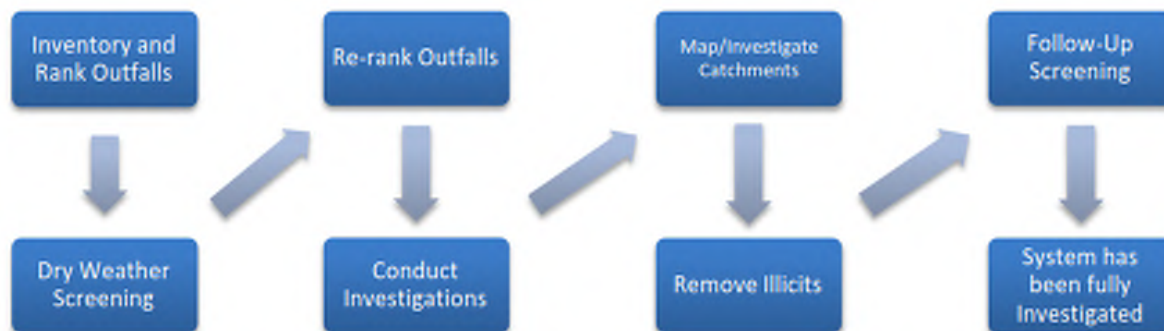 Inventory and
Rank Outfalls
Dry Weather
Screening
Re-rank Outfalls
Conduct
Investigations
Map/Investigate
Catchments
Remove Illicits
Follow-Up
Screening
System has
been fully
Investigated